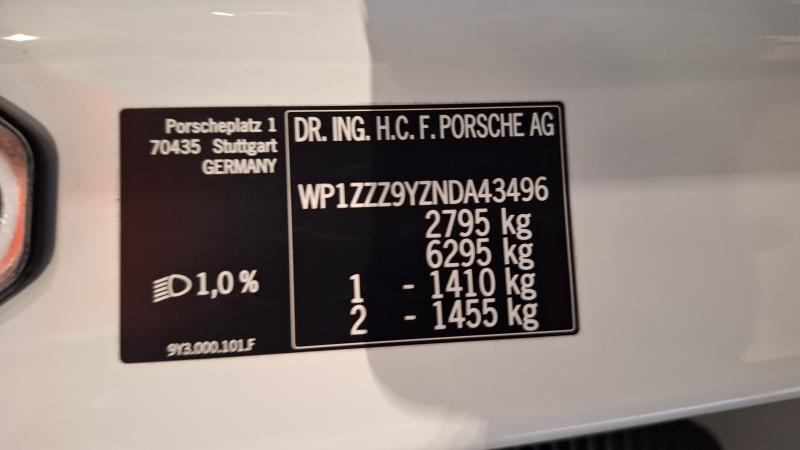 Porscheplatz 1
70435 Stuttgart
GERMANY
1,0 %
9Y3.000.101.F
DR. ING. H.C. F. PORSCHE AG
WP1ZZZ9YZNDA43496
2795 kg
6295 kg
1 - 1410 kg
2 - 1455 kg